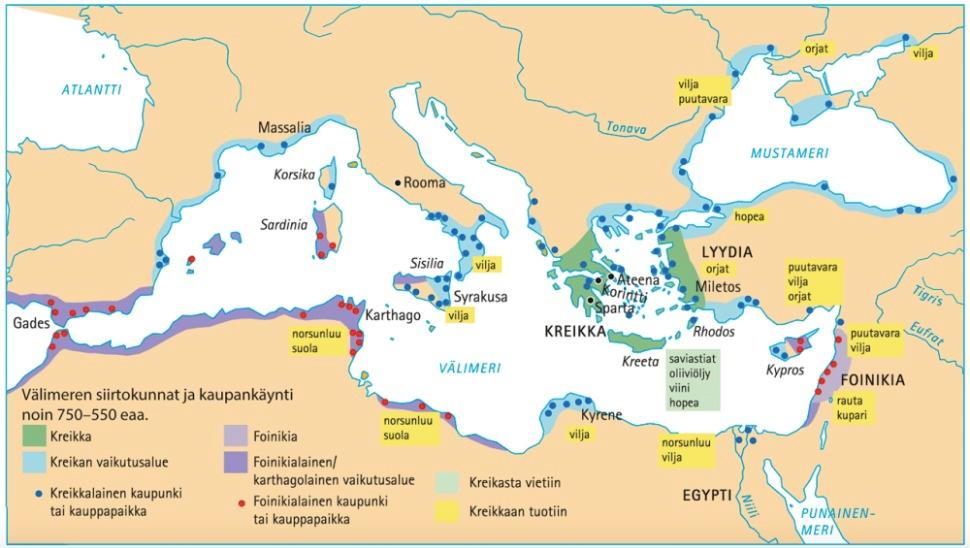 ATLANTTI
Massalia
Korsika
Sardinia
Rooma
Sisilia
vilja
Syrakusa
vilja
Gades
norsunluu
suola
Karthago
norsunluu
suola
VÄLIMERI
Tonava
vilja
puutavara
orjat
vilja
MUSTAMERI
hopea
LYYDIA
orjat
Ateena
Korintti
Sparta
Miletos
KREIKKA
Rhodos
Kreeta
saviastiat
oliiviöljy
viini
hopea
puutavara
vilja
orjat
Tigris
Eufrat
puutavara
vilja
Kypros
FOINIKIA
rauta
kupari
Kyrene
vilja
norsunluu
vilja
EGYPTI
Niili
PUNAINEN-
MERI
Välimeren siirtokunnat ja kaupankäynti
noin 750–550 eaa.
Kreikka
Kreikan vaikutusalue
Kreikkalainen kaupunki
tai kauppapaikka
Foinikia
Foinikialainen/
karthagolainen vaikutusalue
Foinikialainen kaupunki
tai kauppapaikka
Kreikasta vietiin
Kreikkaan tuotiin